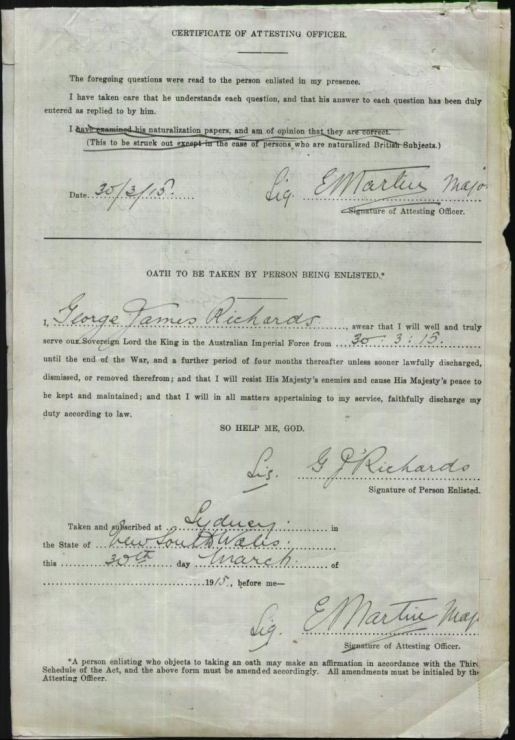 CERTIFICATE OF ATTESTING OFFICER.
The foregoing questions were read to the person enlisted in my presence.
I have taken care that he understands each question, and that his answer to each question has been duly
entered as replied to by him.
I have examined his naturalization papers, and am of opinion that they are correct.
(This to be struck out except in the case of persons who are naturalized British Subjects.)
Date 30/3/15. Sig. E Martin Major
Signature of Attesting Officer.
OATH TO BE TAKEN BY PERSON BEING ENLISTED.*
I, George James Richards, swear that I will well and truly
serve our Sovereign Lord the King in the Australian Imperial Force from 30.3.15.
until the end of the War, and a further period of four months thereafter unless sooner lawfully discharged,
dismissed, or removed therefrom; and that I will resist His Majesty's enemies and cause His Majesty's peace to
be kept and maintained; and that I will in all matters appertaining to my service, faithfully discharge my
duty according to law.
SO HELP ME, GOD.
Sig. G J Richards
Signature of Person Enlisted.
Taken and subscribed at Sydney in
the State of New South Wales
this 30th day March of
1915, before me—
Sig. E Martin Maj
Signature of Attesting Officer.
*A person enlisting who objects to taking an oath may make an affirmation in accordance with the Third
Schedule of the Act, and the above form must be amended accordingly. All amendments must be initialed by the
Attesting Officer.